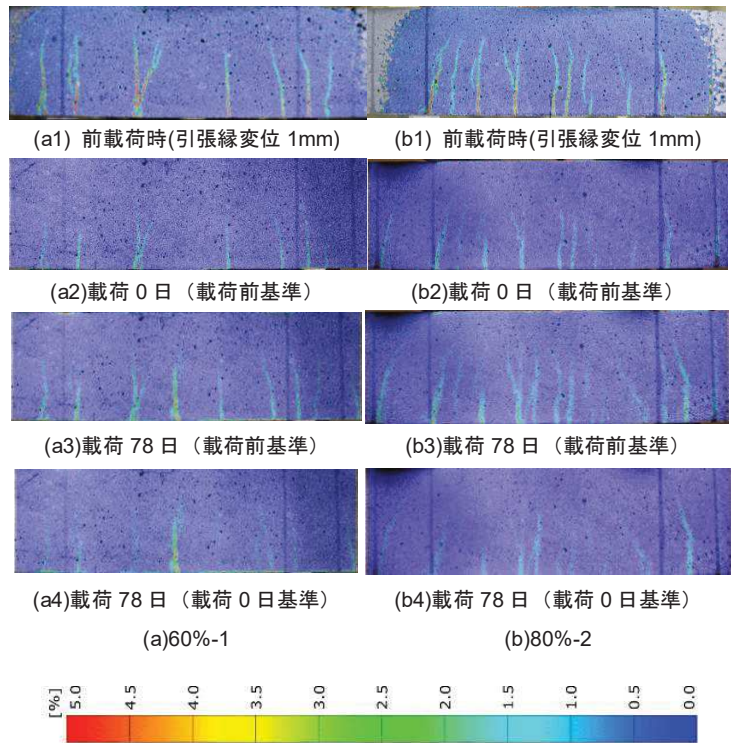 (a1) 前載荷時(引張縁変位 1mm)
(b1) 前載荷時(引張縁変位 1mm)
(a2)載荷 0 日（載荷前基準）
(b2)載荷 0 日（載荷前基準）
(a3)載荷 78 日（載荷前基準）
(b3)載荷 78 日（載荷前基準）
(a4)載荷 78 日（載荷 0 日基準）
(b4)載荷 78 日（載荷 0 日基準）
(a)60%-1
(b)80%-2
[%] 5.0 4.5 4.0 3.5 3.0 2.5 2.0 1.5 1.0 0.5 0.0